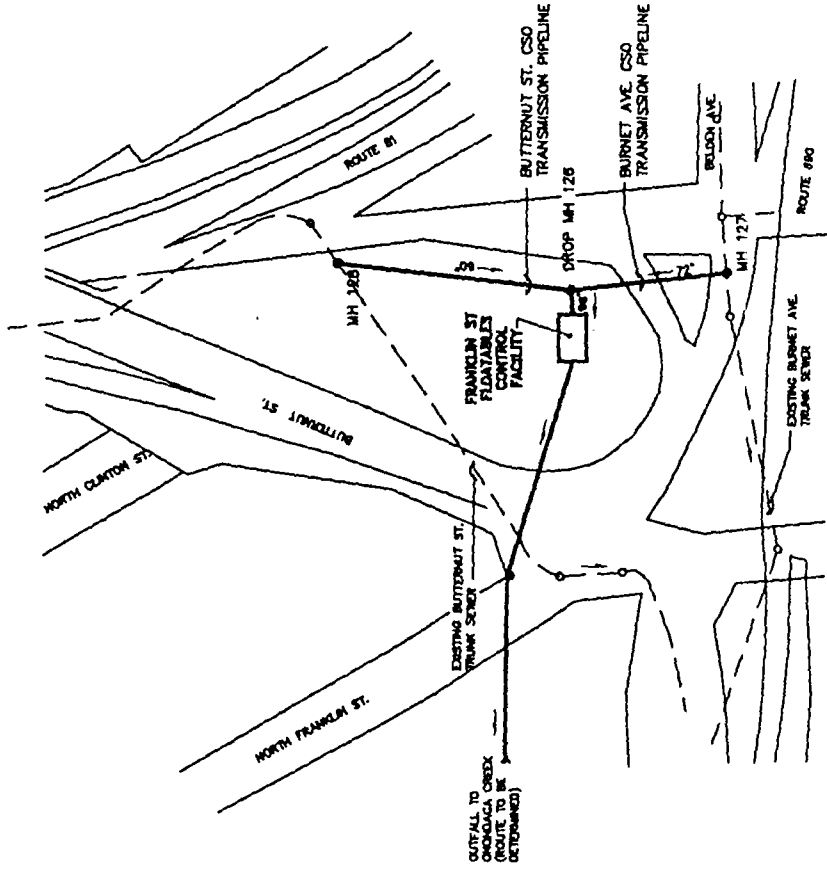 BUTTERNUT ST. CSO
TRANSMISSION PIPELINE
BURNET AVE. CSO
TRANSMISSION PIPELINE
ROUTE 81
DROP MH 126
BELDEN AVE.
ROUTE 690
MH 127
60"
72"
96"
FRANKLIN ST
FLOATABLES
CONTROL
FACILITY
EXISTING BURNET AVE.
TRUNK SEWER
BUTTERNUT ST.
NORTH CLINTON ST.
EXISTING BUTTERNUT ST.
TRUNK SEWER
NORTH FRANKLIN ST.
OUTFALL TO
ONONDAGA CREEK
(ROUTE TO BE
DETERMINED)